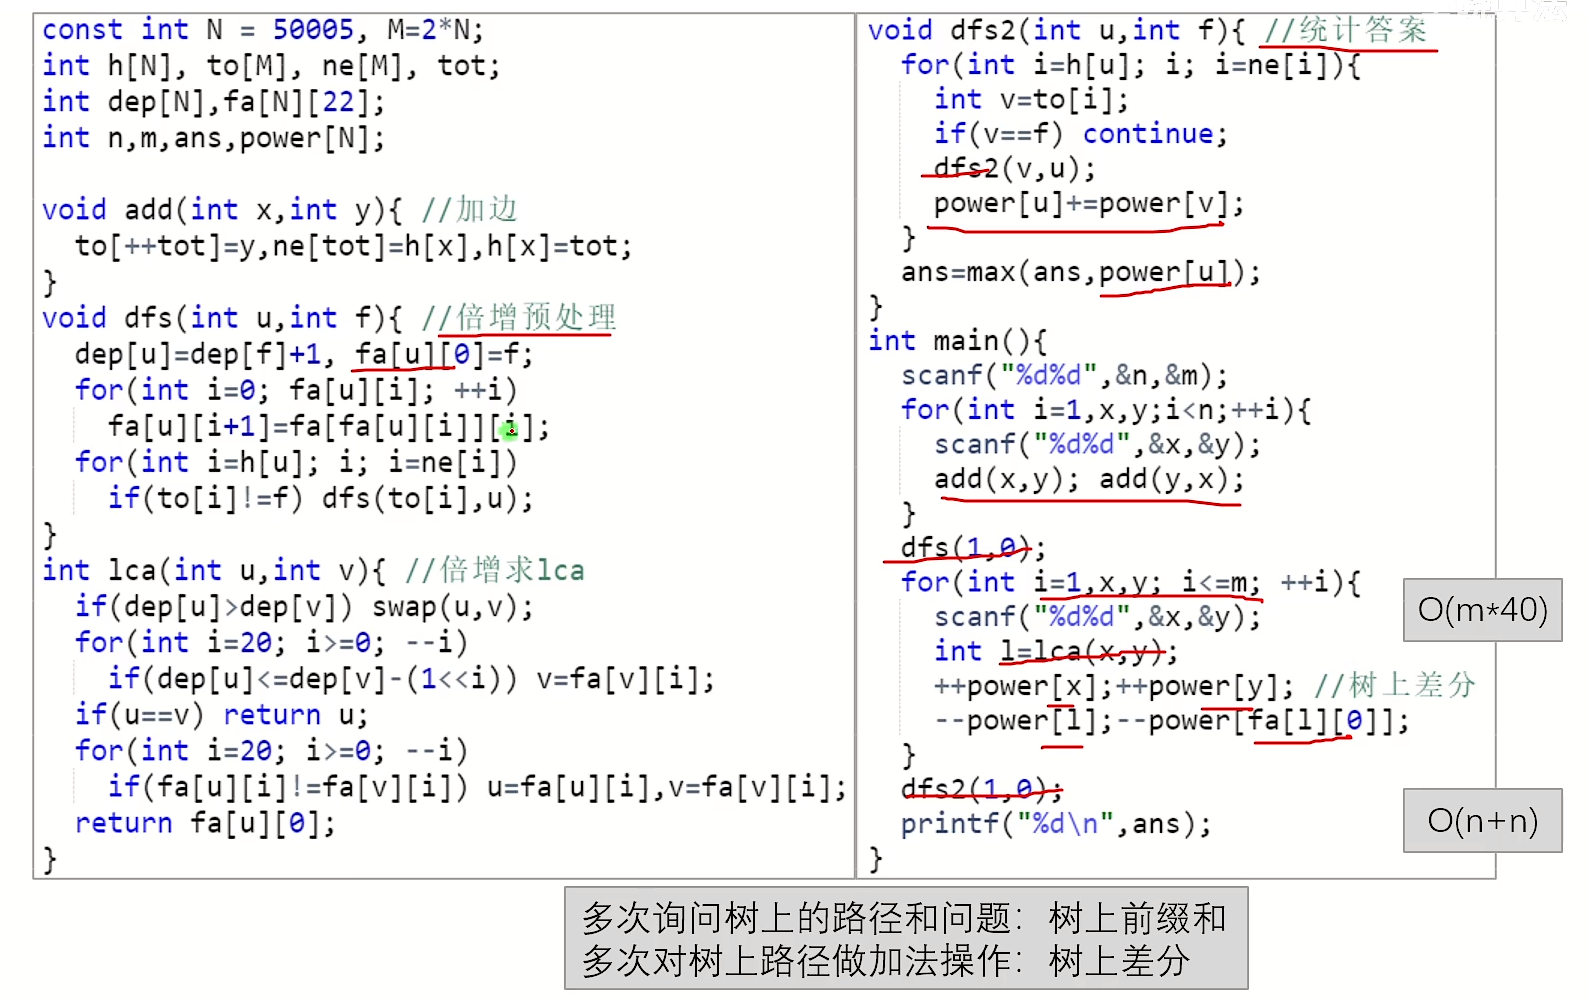 const int N = 50005, M=2*N;
int h[N], to[M], ne[M], tot;
int dep[N],fa[N][22];
int n,m,ans,power[N];
void add(int x,int y){ //加边
to[++tot]=y,ne[tot]=h[x],h[x]=tot;
}
void dfs(int u,int f){ //倍增预处理
dep[u]=dep[f]+1, fa[u][0]=f;
for(int i=0; fa[u][i]; ++i)
fa[u][i+1]=fa[fa[u][i]][i];
for(int i=h[u]; i; i=ne[i])
if(to[i]!=f) dfs(to[i],u);
}
int lca(int u,int v){ //倍增求lca
if(dep[u]>dep[v]) swap(u,v);
for(int i=20; i>=0; --i)
if(dep[u]<=dep[v]-(1<<i)) v=fa[v][i];
if(u==v) return u;
for(int i=20; i>=0; --i)
if(fa[u][i]!=fa[v][i]) u=fa[u][i],v=fa[v][i];
return fa[u][0];
}
void dfs2(int u,int f){ //统计答案
for(int i=h[u]; i; i=ne[i]){
int v=to[i];
if(v==f) continue;
dfs2(v,u);
power[u]+=power[v];
}
ans=max(ans,power[u]);
}
int main(){
scanf("%d%d",&n,&m);
for(int i=1,x,y;i<n;++i){
scanf("%d%d",&x,&y);
add(x,y); add(y,x);
}
dfs(1,0);
for(int i=1,x,y; i<=m; ++i){
scanf("%d%d",&x,&y);
int l=lca(x,y);
++power[x];++power[y]; //树上差分
--power[l];--power[fa[l][0]];
}
dfs2(1,0);
printf("%d\n",ans);
}
O(m*40)
O(n+n)
多次询问树上的路径和问题：树上前缀和
多次对树上路径做加法操作：树上差分